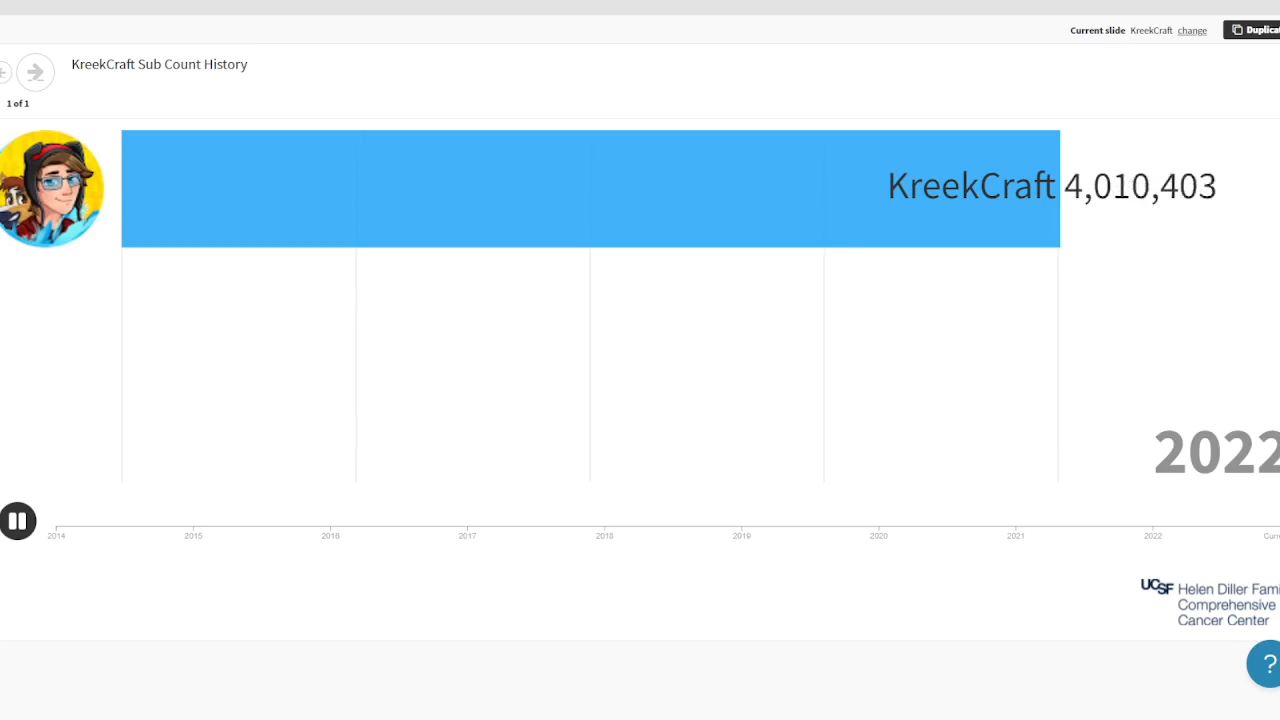 Current slide KreekCraft change
Duplica
KreekCraft Sub Count History
1 of 1
KreekCraft 4,010,403
2022
2014 2015 2016 2017 2018 2019 2020 2021 2022 Curr
UCSF Helen Diller Fami
Comprehensive
Cancer Center
?